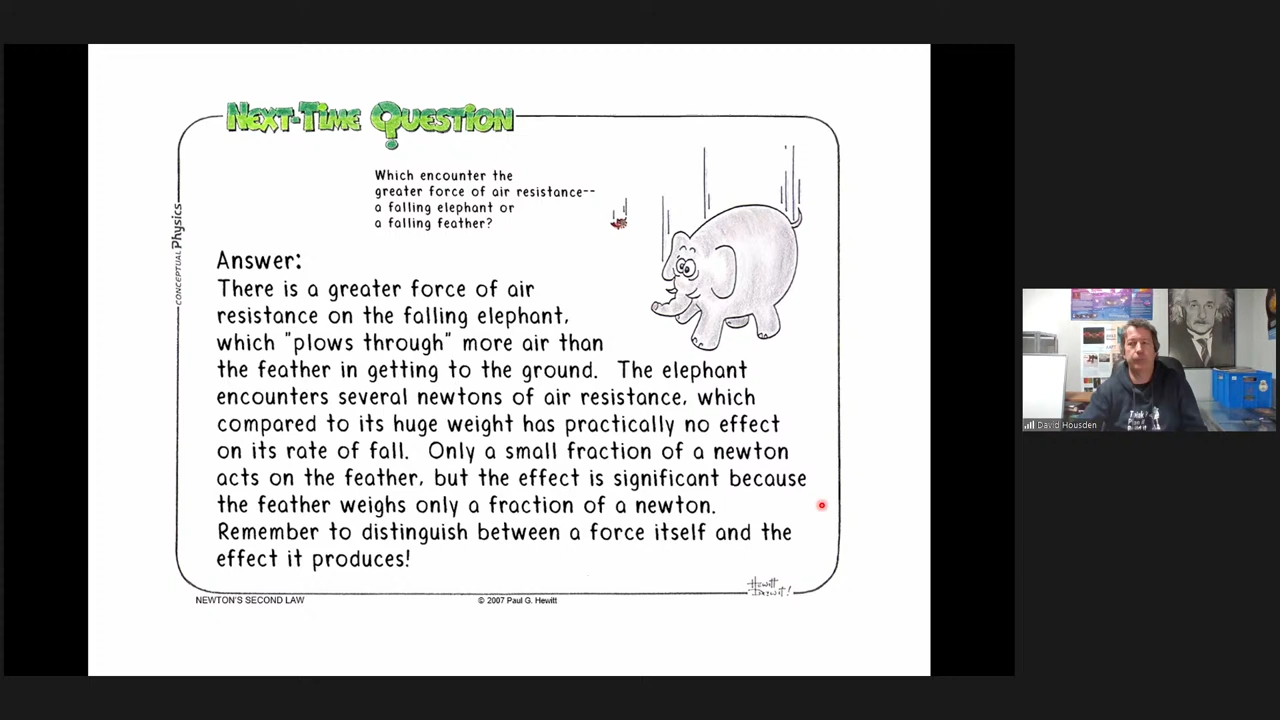 NEXT-TIME QUESTION
Which encounter the
greater force of air resistance--
a falling elephant or
a falling feather?
CONCEPTUAL Physics
Answer:
There is a greater force of air
resistance on the falling elephant,
which "plows through" more air than
the feather in getting to the ground. The elephant
encounters several newtons of air resistance, which
compared to its huge weight has practically no effect
on its rate of fall. Only a small fraction of a newton
acts on the feather, but the effect is significant because
the feather weighs only a fraction of a newton.
Remember to distinguish between a force itself and the
effect it produces!
Hewitt
Drewit!
NEWTON'S SECOND LAW
© 2007 Paul G. Hewitt
David Housden